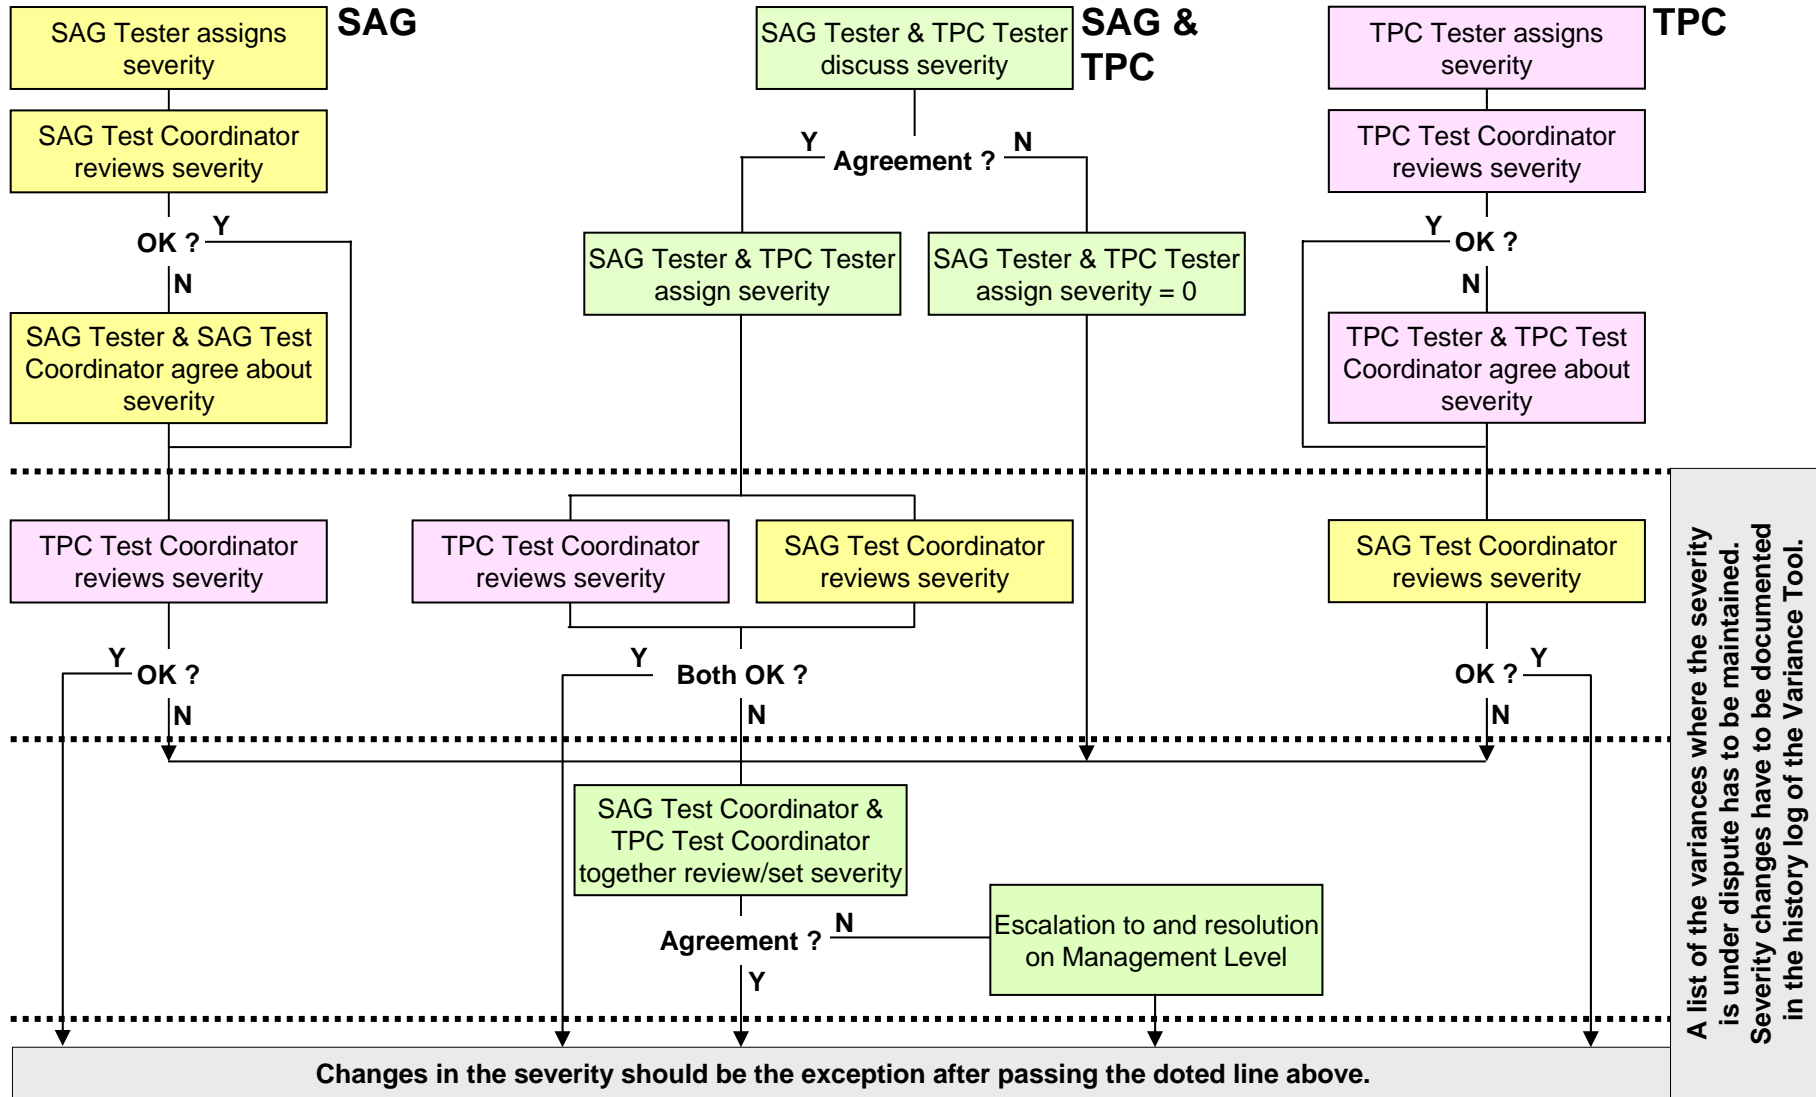 SAG Tester assigns
severity
SAG
SAG Tester & TPC Tester
discuss severity
SAG &
TPC
TPC Tester assigns
severity
TPC
SAG Test Coordinator
reviews severity
TPC Test Coordinator
reviews severity
Y
Agreement ?
N
OK ?
Y
N
Y
OK ?
N
SAG Tester & TPC Tester
assign severity
SAG Tester & TPC Tester
assign severity = 0
SAG Tester & SAG Test
Coordinator agree about
severity
TPC Tester & TPC Test
Coordinator agree about
severity
TPC Test Coordinator
reviews severity
TPC Test Coordinator
reviews severity
SAG Test Coordinator
reviews severity
SAG Test Coordinator
reviews severity
Y
OK ?
N
Y
Both OK ?
N
OK ?
Y
N
SAG Test Coordinator &
TPC Test Coordinator
together review/set severity
Agreement ?
N
Y
Escalation to and resolution
on Management Level
A list of the variances where the severity
is under dispute has to be maintained.
Severity changes have to be documented
in the history log of the Variance Tool.
Changes in the severity should be the exception after passing the doted line above.